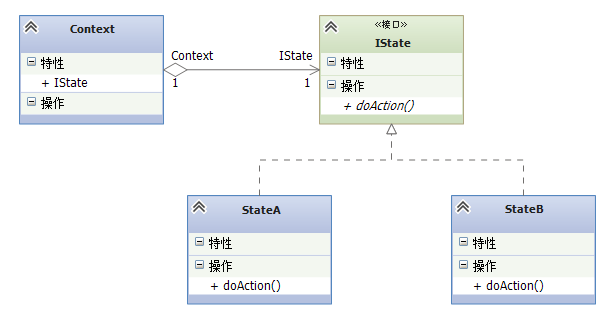 Context
特性
+ IState
操作
Context
IState
1
1
«接口»
IState
特性
操作
+ doAction()
StateA
特性
操作
+ doAction()
StateB
特性
操作
+ doAction()